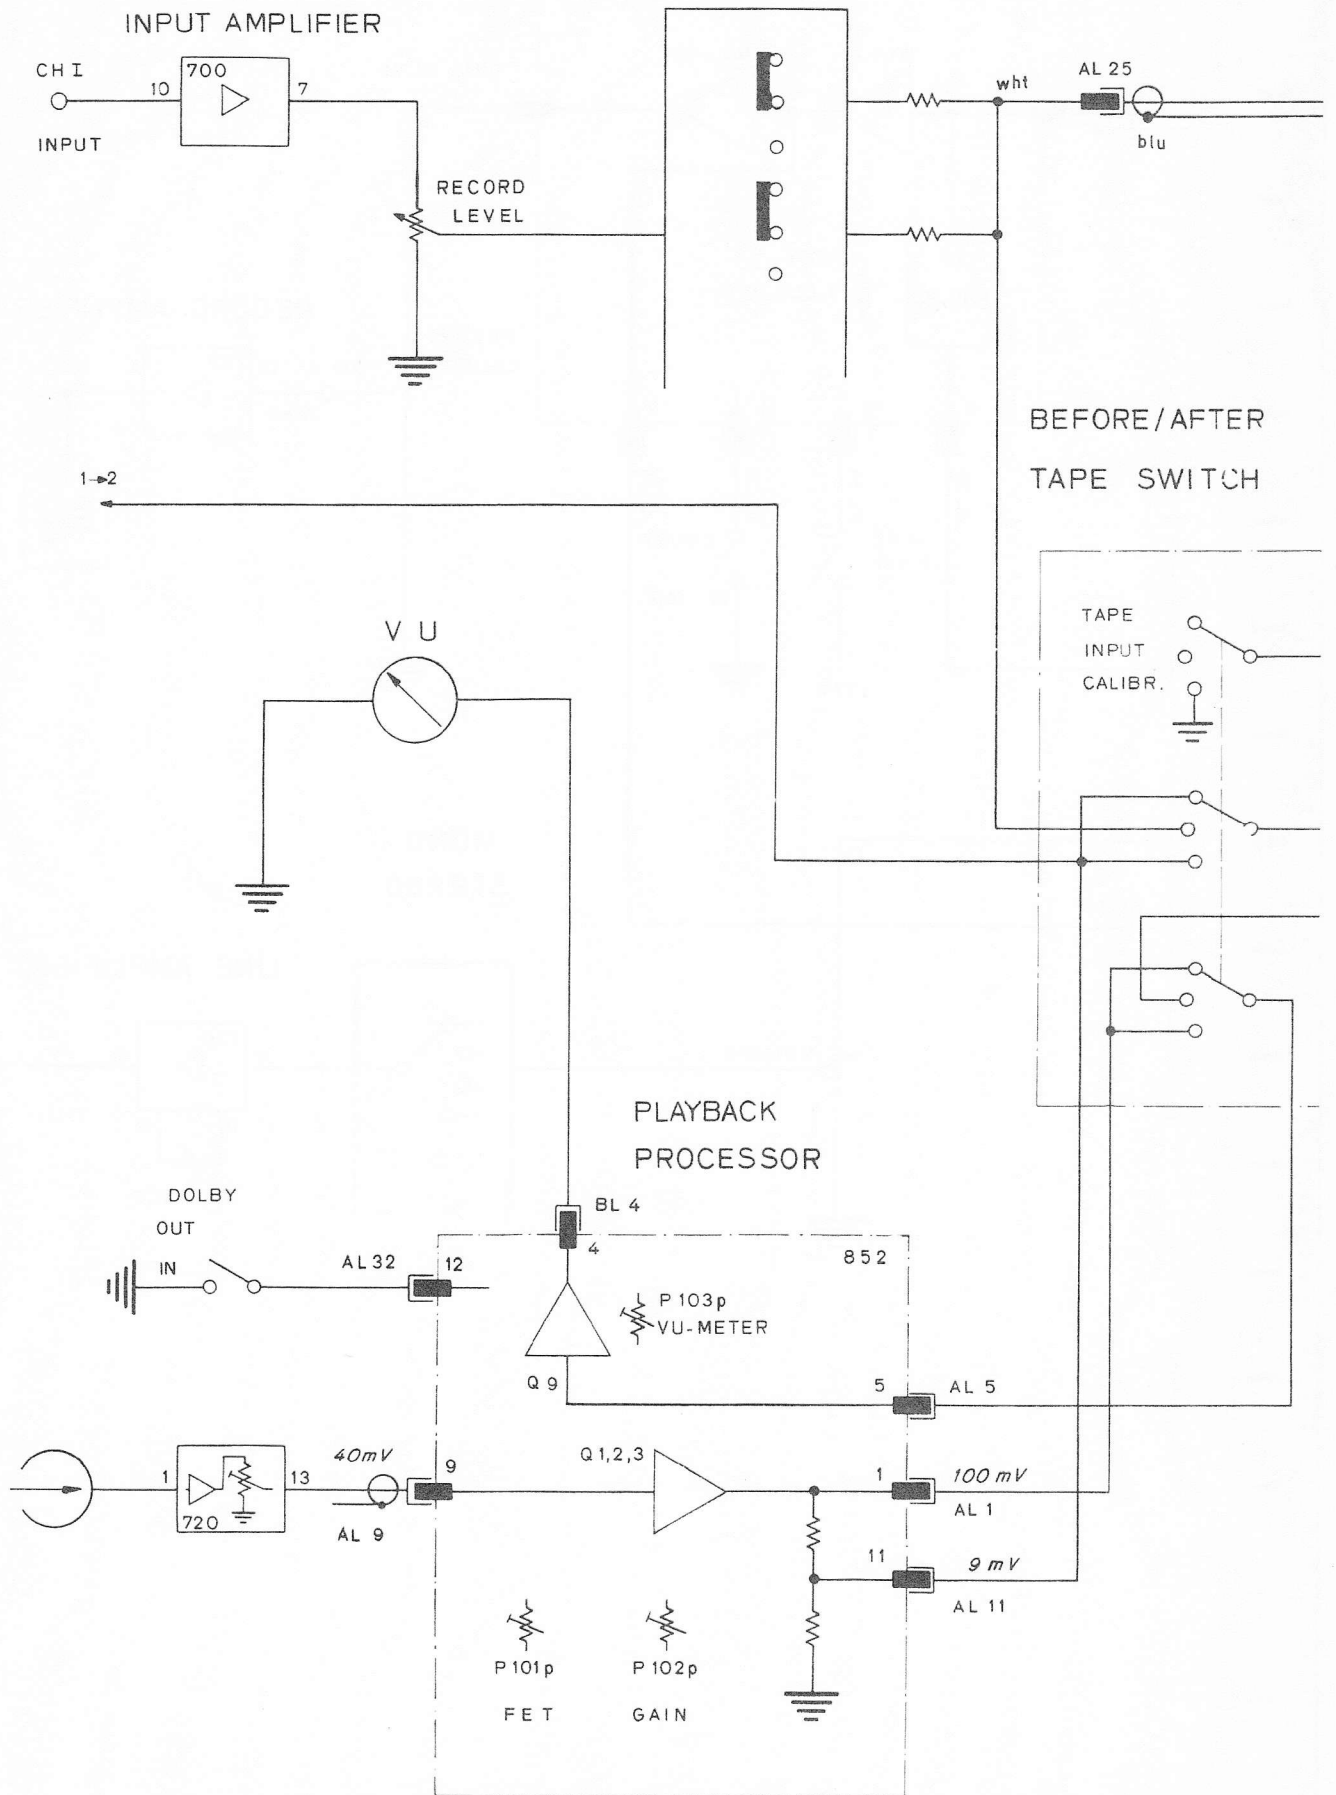 INPUT AMPLIFIER
CH I
INPUT
10
700
7
RECORD
LEVEL
wht
AL 25
blu
BEFORE/AFTER
TAPE SWITCH
1→2
TAPE
INPUT
CALIBR.
V U
PLAYBACK
PROCESSOR
DOLBY
OUT
IN
AL 32
12
BL 4
4
852
P 103p
VU-METER
Q 9
5
AL 5
1
720
13
40mV
AL 9
9
Q 1,2,3
1
100 mV
AL 1
11
9 mV
AL 11
P 101p
FET
P 102p
GAIN